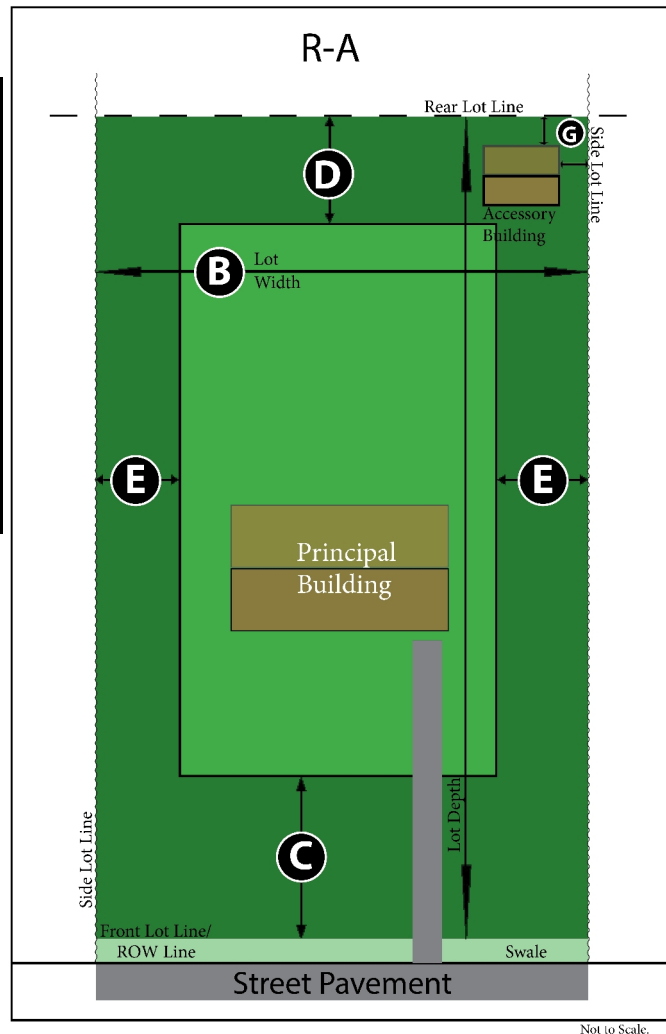 R-A
Rear Lot Line
G
Side Lot Line
D
Accessory
Building
B
Lot
Width
E
E
Principal
Building
C
Lot Depth
Side Lot Line
Front Lot Line/
ROW Line
Swale
Street Pavement
Not to Scale.